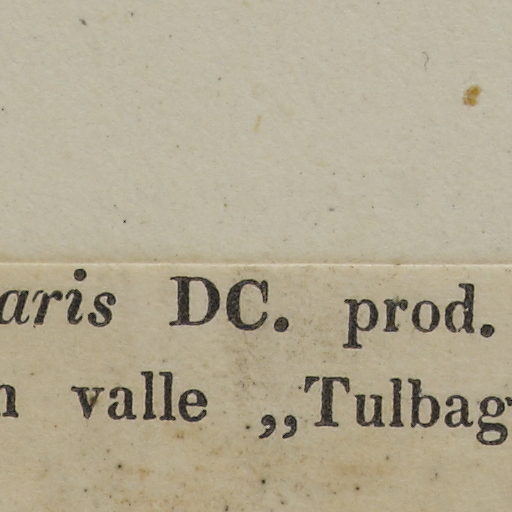 aris DC. prod.
n valle „Tulbag